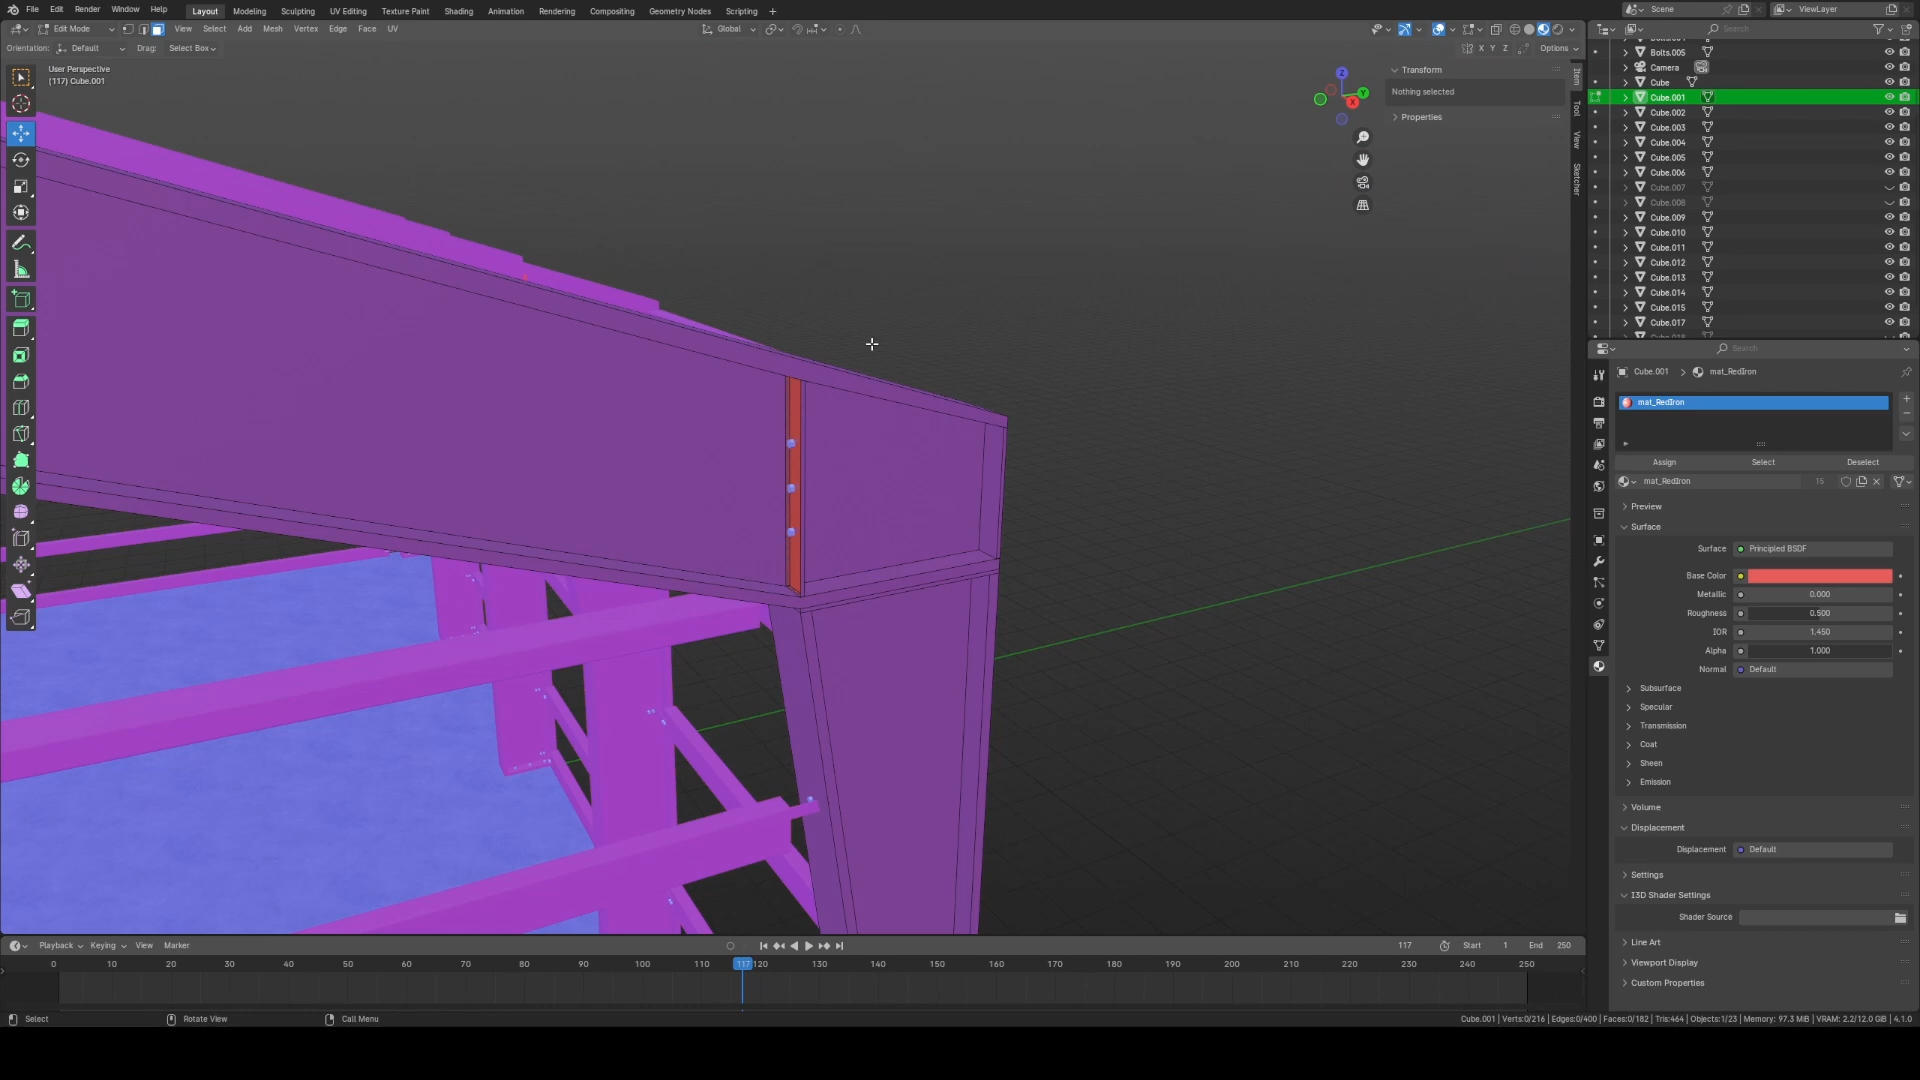 File Edit Render Window Help Layout Modeling Sculpting UV Editing Texture Paint Shading Animation Rendering Compositing Geometry Nodes Scripting + Scene ViewLayer
Edit Mode View Select Add Mesh Vertex Edge Face UV Global Search
Orientation: Default Drag: Select Box X Y Z Options
User Perspective
(117) Cube.001
Transform
Nothing selected
Properties
Item
Tool
View
Sketcher
Z
Y
X
Bolts.005
Camera
Cube
Cube.001
Cube.002
Cube.003
Cube.004
Cube.005
Cube.006
Cube.007
Cube.008
Cube.009
Cube.010
Cube.011
Cube.012
Cube.013
Cube.014
Cube.015
Cube.017
Search
Cube.001 > mat_RedIron
mat_RedIron
Assign Select Deselect
mat_RedIron 15
Preview
Surface
Surface Principled BSDF
Base Color
Metallic 0.000
Roughness 0.500
IOR 1.450
Alpha 1.000
Normal Default
Subsurface
Specular
Transmission
Coat
Sheen
Emission
Volume
Displacement
Displacement Default
Settings
I3D Shader Settings
Shader Source
Line Art
Viewport Display
Custom Properties
Playback Keying View Marker 117 Start 1 End 250
0 10 20 30 40 50 60 70 80 90 100 110 117 120 130 140 150 160 170 180 190 200 210 220 230 240 250
Select Rotate View Call Menu Cube.001 | Verts:0/216 | Edges:0/400 | Faces:0/182 | Tris:464 | Objects:1/23 | Memory: 97.3 MiB | VRAM: 2.2/12.0 GiB | 4.1.0